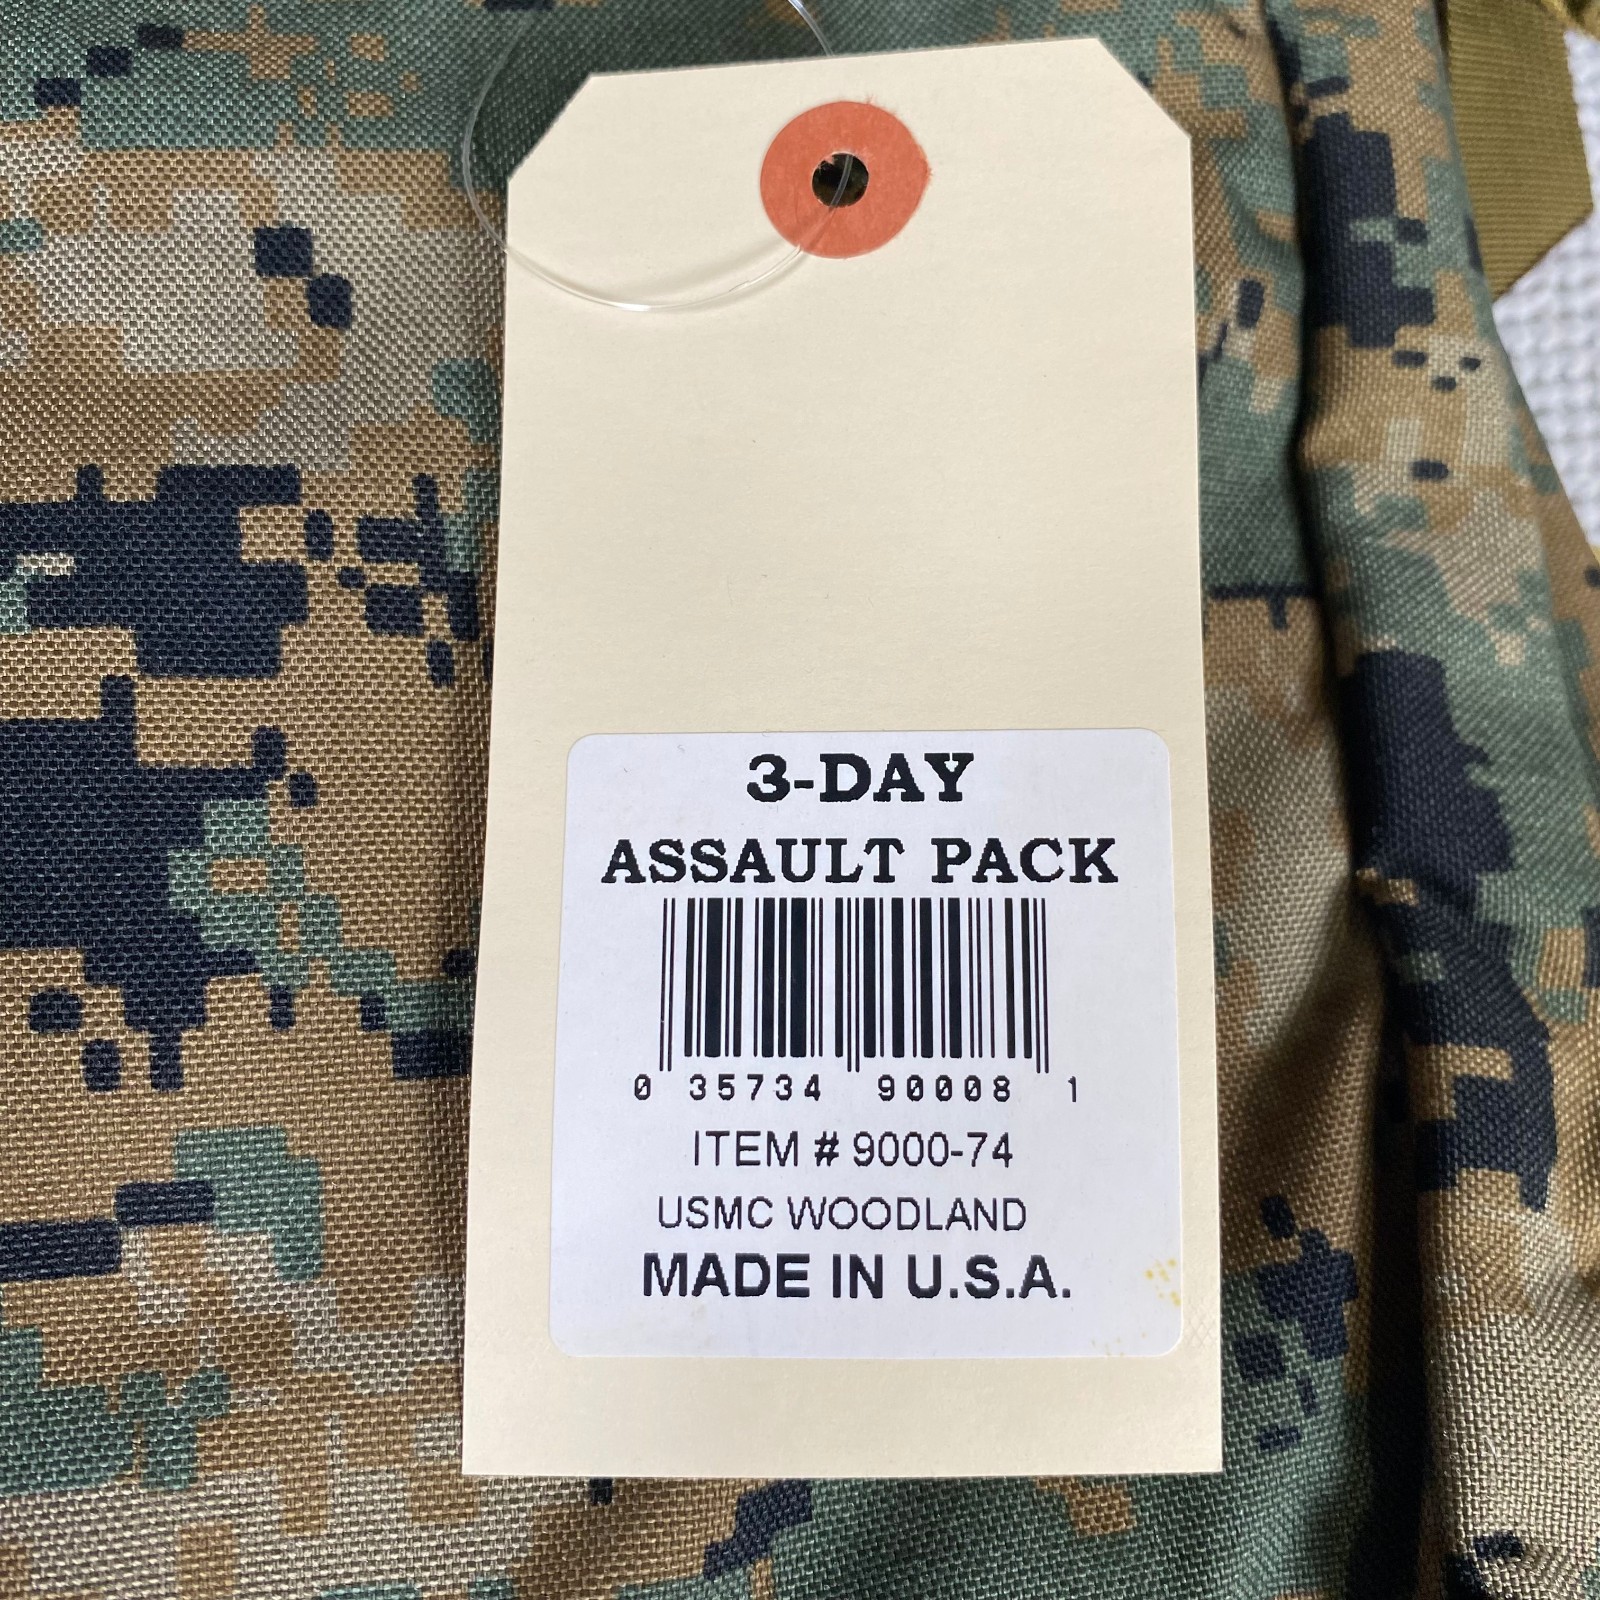 3-DAY
ASSAULT PACK
0 35734 90008 1
ITEM # 9000-74
USMC WOODLAND
MADE IN U.S.A.